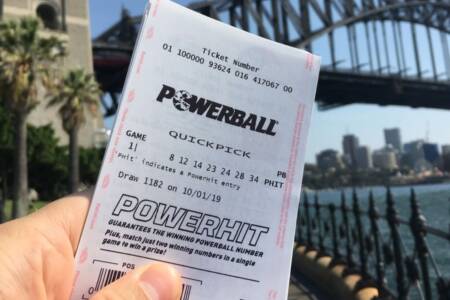 Ticket Number
01 100000 93624 016 417067 00
POWERBALL
QUICKPICK
GAME PB
1| 8 12 14 23 24 28 34 PHIT
PHit' indicates a PowerHit entry
Draw 1182 on 10/01/19
POWERHIT
GUARANTEES THE WINNING POWERBALL NUMBER
Plus, match just two winning numbers in a single
game to win a prize!
POS